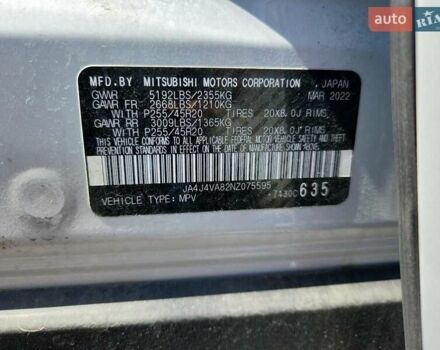 AUTO RIA
MFD.BY MITSUBISHI MOTORS CORPORATION JAPAN
GVWR 5192LBS/2355KG MAR 2022
GAWR FR 2668LBS/1210KG
WITH P255/45R20 TIRES 20X8.0J RIMS,
GAWR RR 3009LBS/1365KG
WITH P255/45R20 TIRES 20X8.0J RIMS,
THIS VEHICLE CONFORMS TO ALL APPLICABLE FEDERAL MOTOR VEHICLE SAFETY AND THEFT PREVENTION STANDARDS IN EFFECT ON THE DATE OF MANUFACTURE SHOWN ABOVE.
JA4J4VA82NZ075595
7430C 635
VEHICLE TYPE: MPV